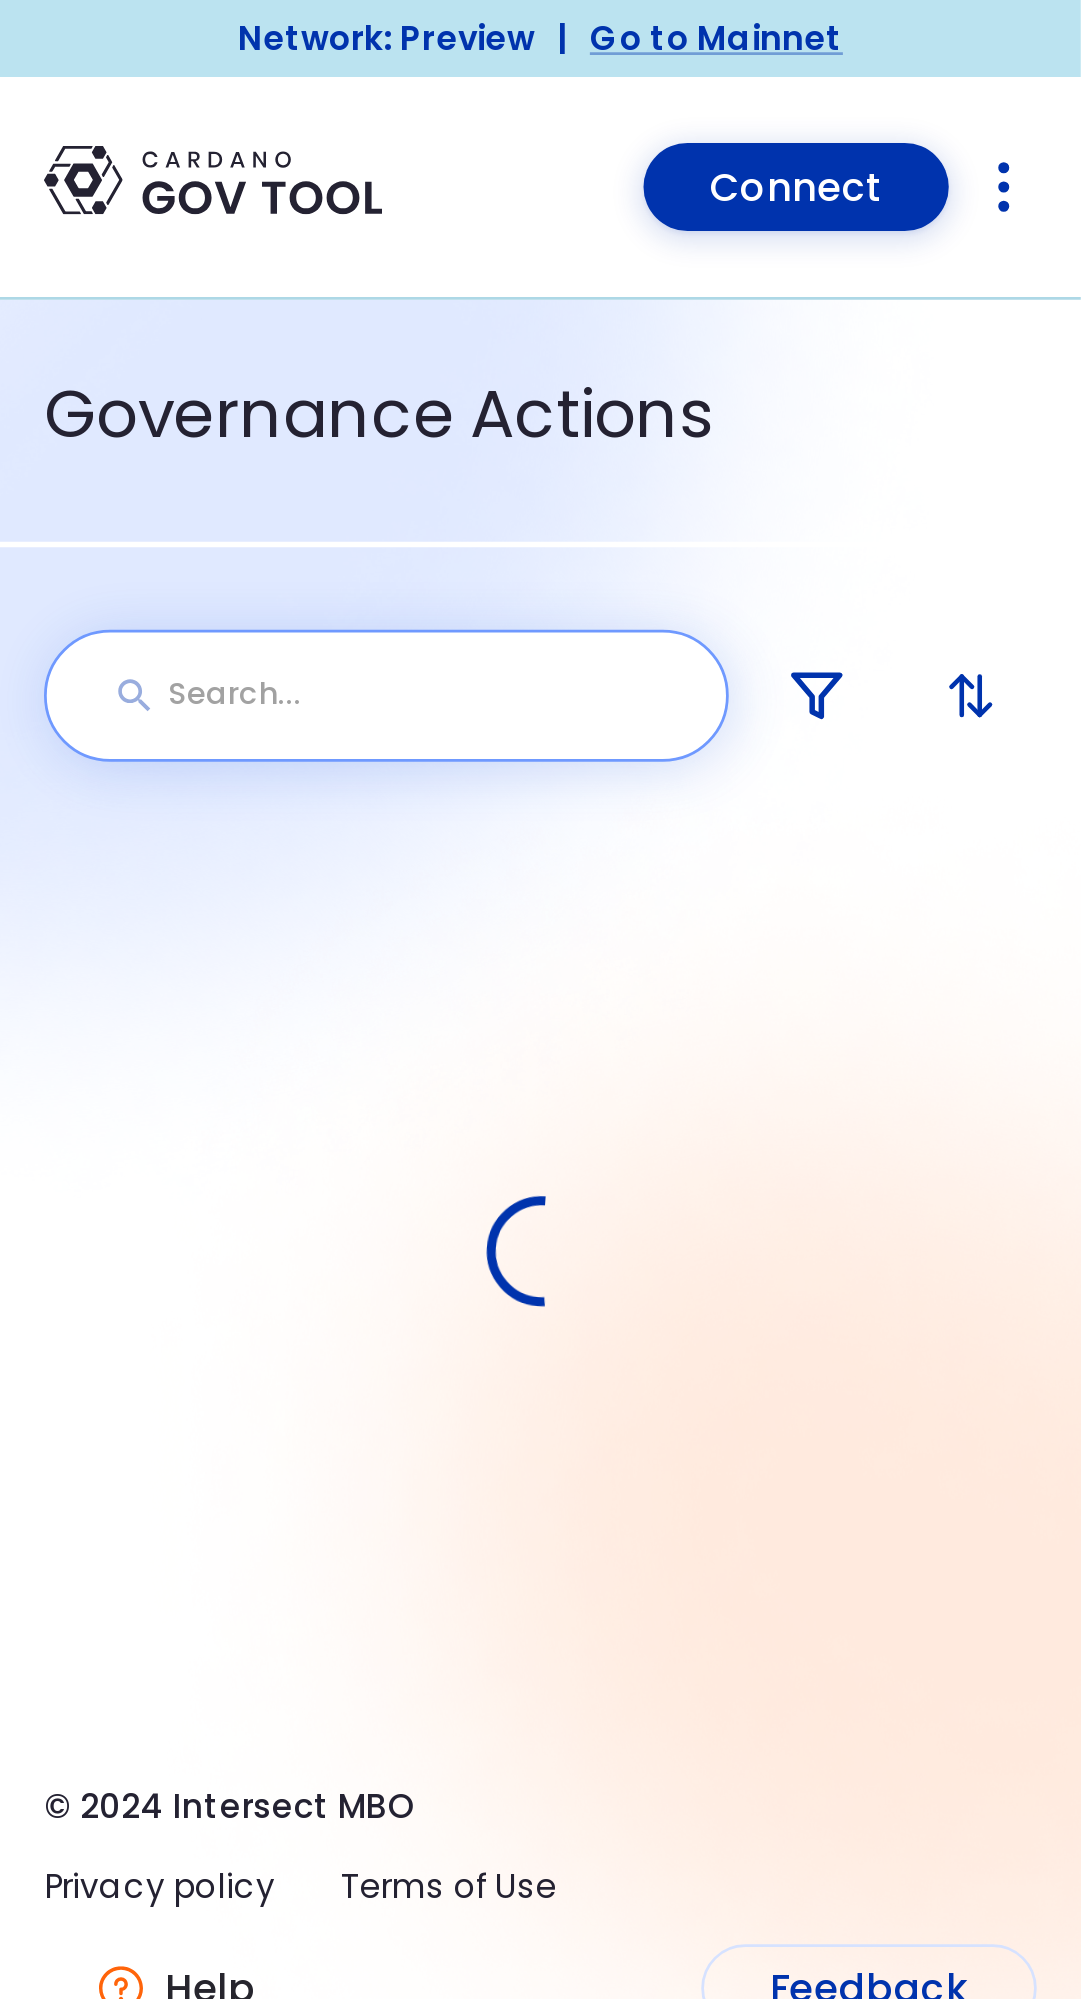 Network: Preview | Go to Mainnet
CARDANO
GOV TOOL
Connect
Governance Actions
Search...
© 2024 Intersect MBO
Privacy policy Terms of Use
Help Feedback